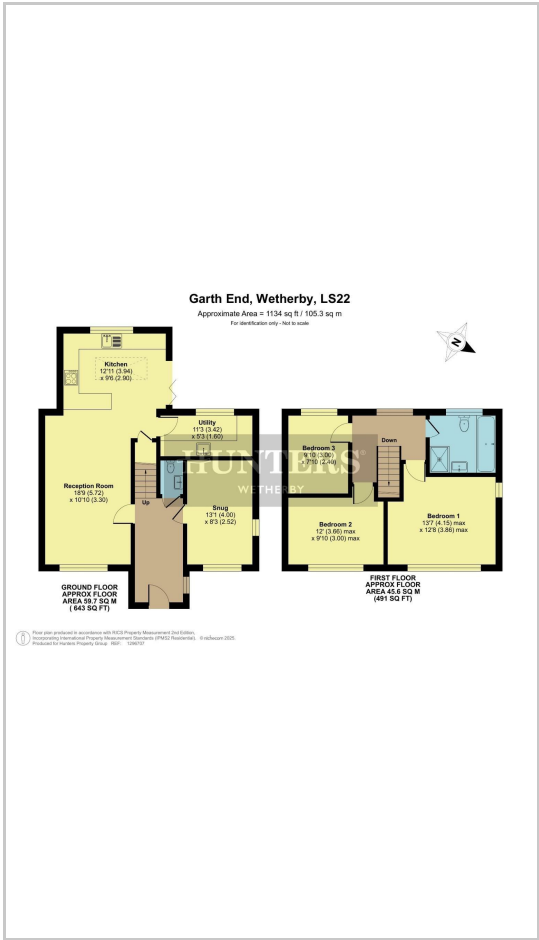 Garth End, Wetherby, LS22
Approximate Area = 1134 sq ft / 105.3 sq m
For identification only - Not to scale
N
Kitchen
12'11 (3.94)
x 9'6 (2.90)
Utility
11'3 (3.42)
x 5'3 (1.60)
Reception Room
18'9 (5.72)
x 10'10 (3.30)
Up
Snug
13'1 (4.00)
x 8'3 (2.52)
GROUND FLOOR
APPROX FLOOR
AREA 59.7 SQ M
( 643 SQ FT)
Bedroom 3
9'10 (3.00)
x 7'10 (2.40)
Down
Bedroom 2
12' (3.66) max
x 9'10 (3.00) max
Bedroom 1
13'7 (4.15) max
x 12'8 (3.86) max
FIRST FLOOR
APPROX FLOOR
AREA 45.6 SQ M
(491 SQ FT)
HUNTERS
WETHERBY
Floor plan produced in accordance with RICS Property Measurement 2nd Edition,
Incorporating International Property Measurement Standards (IPMS2 Residential). © nichecom 2025.
Produced for Hunters Property Group REF: